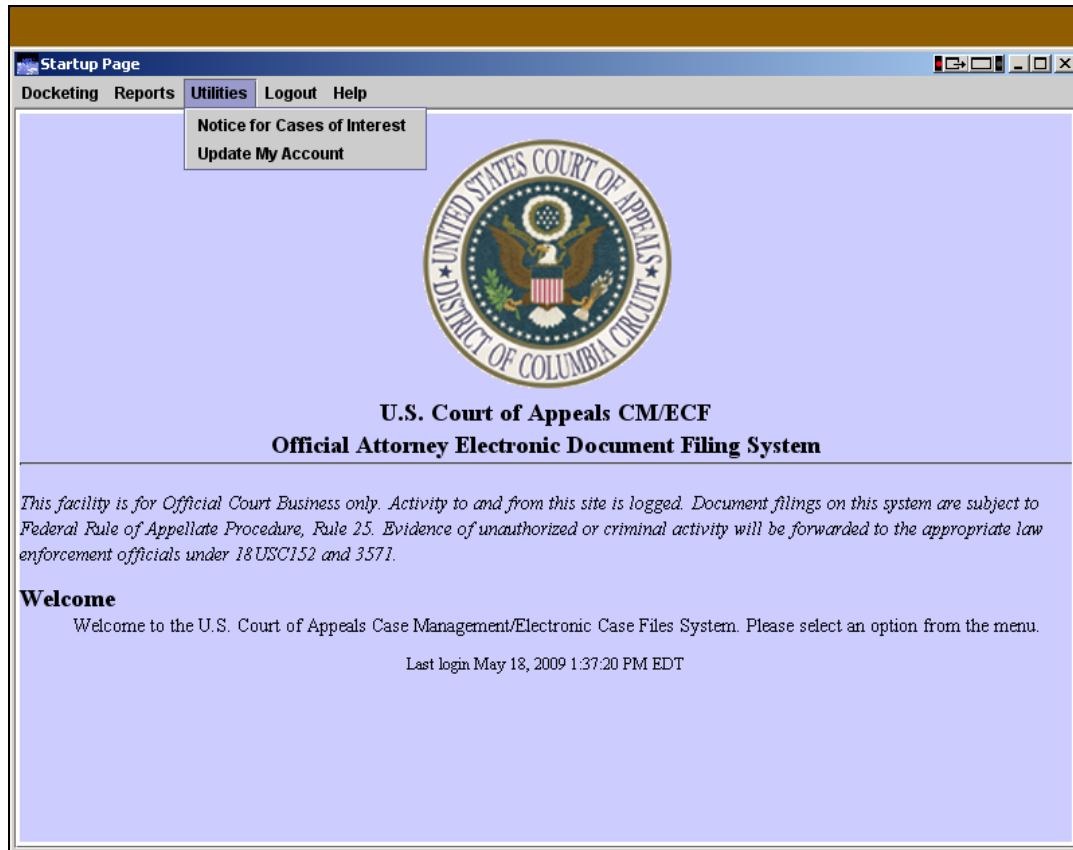 Startup Page
Docketing Reports Utilities Logout Help
Notice for Cases of Interest
Update My Account
UNITED STATES COURT OF APPEALS
DISTRICT OF COLUMBIA CIRCUIT
U.S. Court of Appeals CM/ECF
Official Attorney Electronic Document Filing System
This facility is for Official Court Business only. Activity to and from this site is logged. Document filings on this system are subject to
Federal Rule of Appellate Procedure, Rule 25. Evidence of unauthorized or criminal activity will be forwarded to the appropriate law
enforcement officials under 18 USC152 and 3571.
Welcome
Welcome to the U.S. Court of Appeals Case Management/Electronic Case Files System. Please select an option from the menu.
Last login May 18, 2009 1:37:20 PM EDT